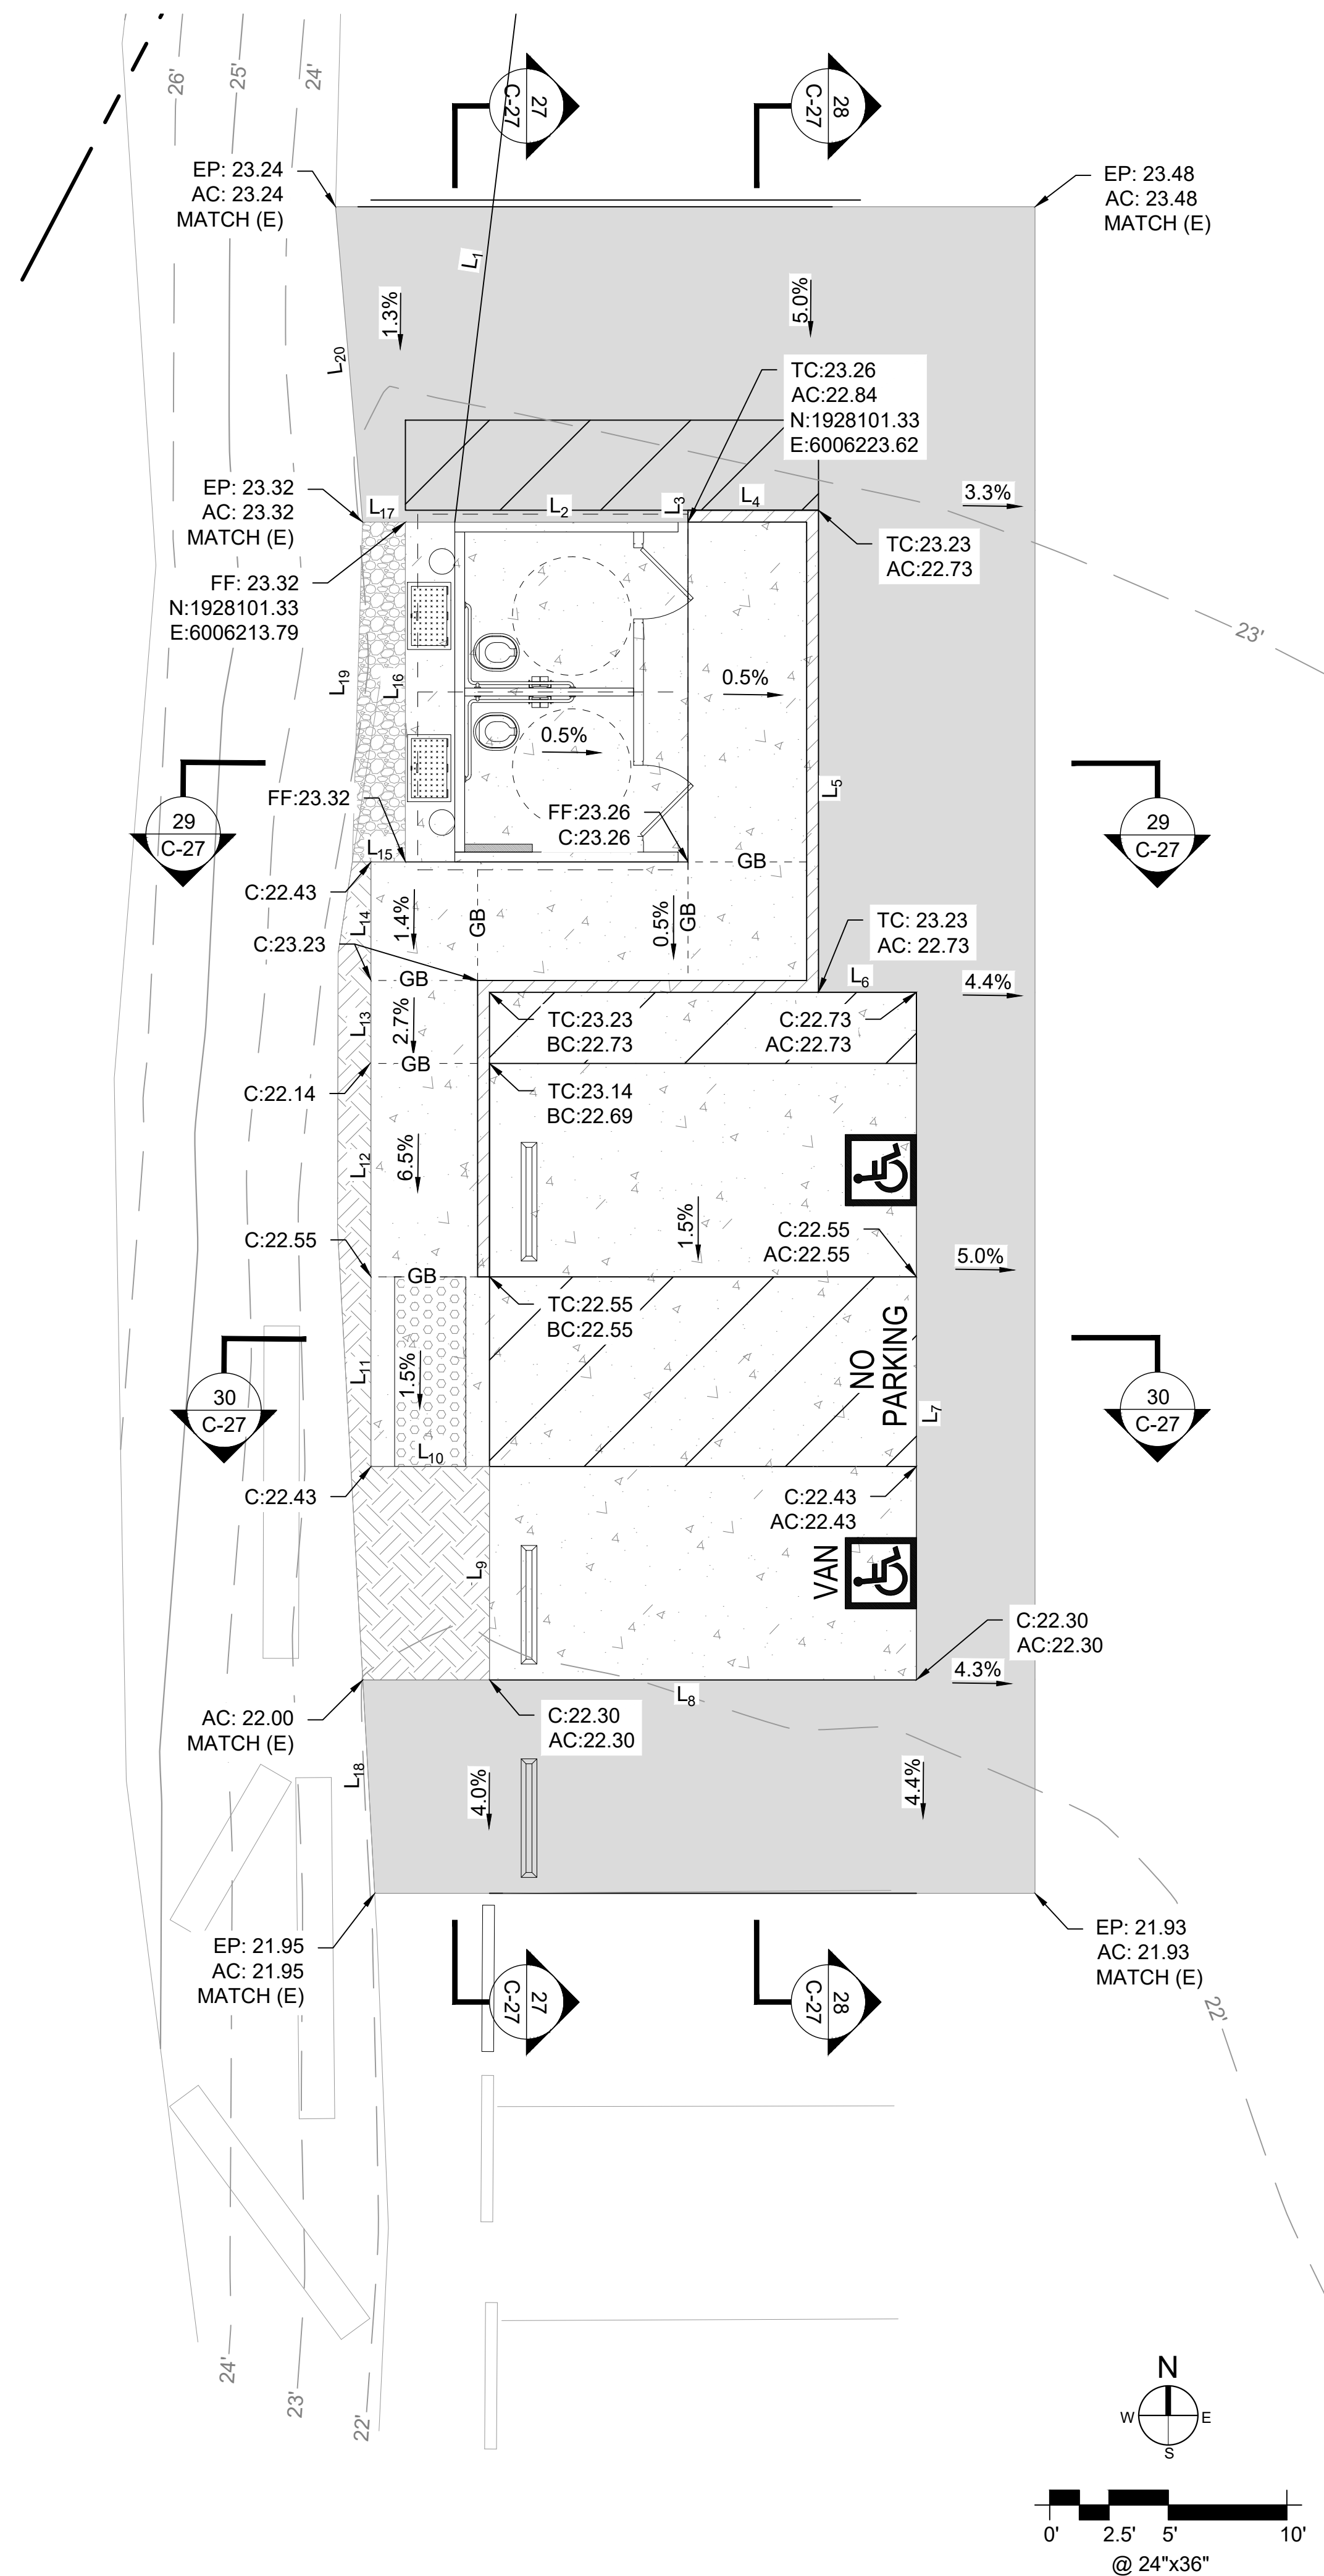 26'
25'
24'
27
C-27
28
C-27
EP: 23.24
AC: 23.24
MATCH (E)
EP: 23.48
AC: 23.48
MATCH (E)
L1
1.3%
5.0%
L20
TC:23.26
AC:22.84
N:1928101.33
E:6006223.62
EP: 23.32
AC: 23.32
MATCH (E)
L17
L2
L3
L4
3.3%
TC:23.23
AC:22.73
FF: 23.32
N:1928101.33
E:6006213.79
23'
L19
L16
0.5%
0.5%
L5
29
C-27
29
C-27
FF:23.32
FF:23.26
C:23.26
L15
GB
C:22.43
L14
1.4%
GB
0.5%
GB
TC: 23.23
AC: 22.73
C:23.23
GB
L6
4.4%
L13
2.7%
TC:23.23
BC:22.73
C:22.73
AC:22.73
GB
C:22.14
TC:23.14
BC:22.69
L12
6.5%
1.5%
C:22.55
C:22.55
AC:22.55
5.0%
GB
TC:22.55
BC:22.55
L11
1.5%
NO
PARKING
30
C-27
30
C-27
L7
L10
C:22.43
C:22.43
AC:22.43
L9
VAN
C:22.30
AC:22.30
4.3%
L8
AC: 22.00
MATCH (E)
C:22.30
AC:22.30
L18
4.0%
4.4%
EP: 21.95
AC: 21.95
MATCH (E)
EP: 21.93
AC: 21.93
MATCH (E)
27
C-27
28
C-27
22'
24'
23'
22'
N
W
E
S
0'
2.5'
5'
10'
@ 24"x36"